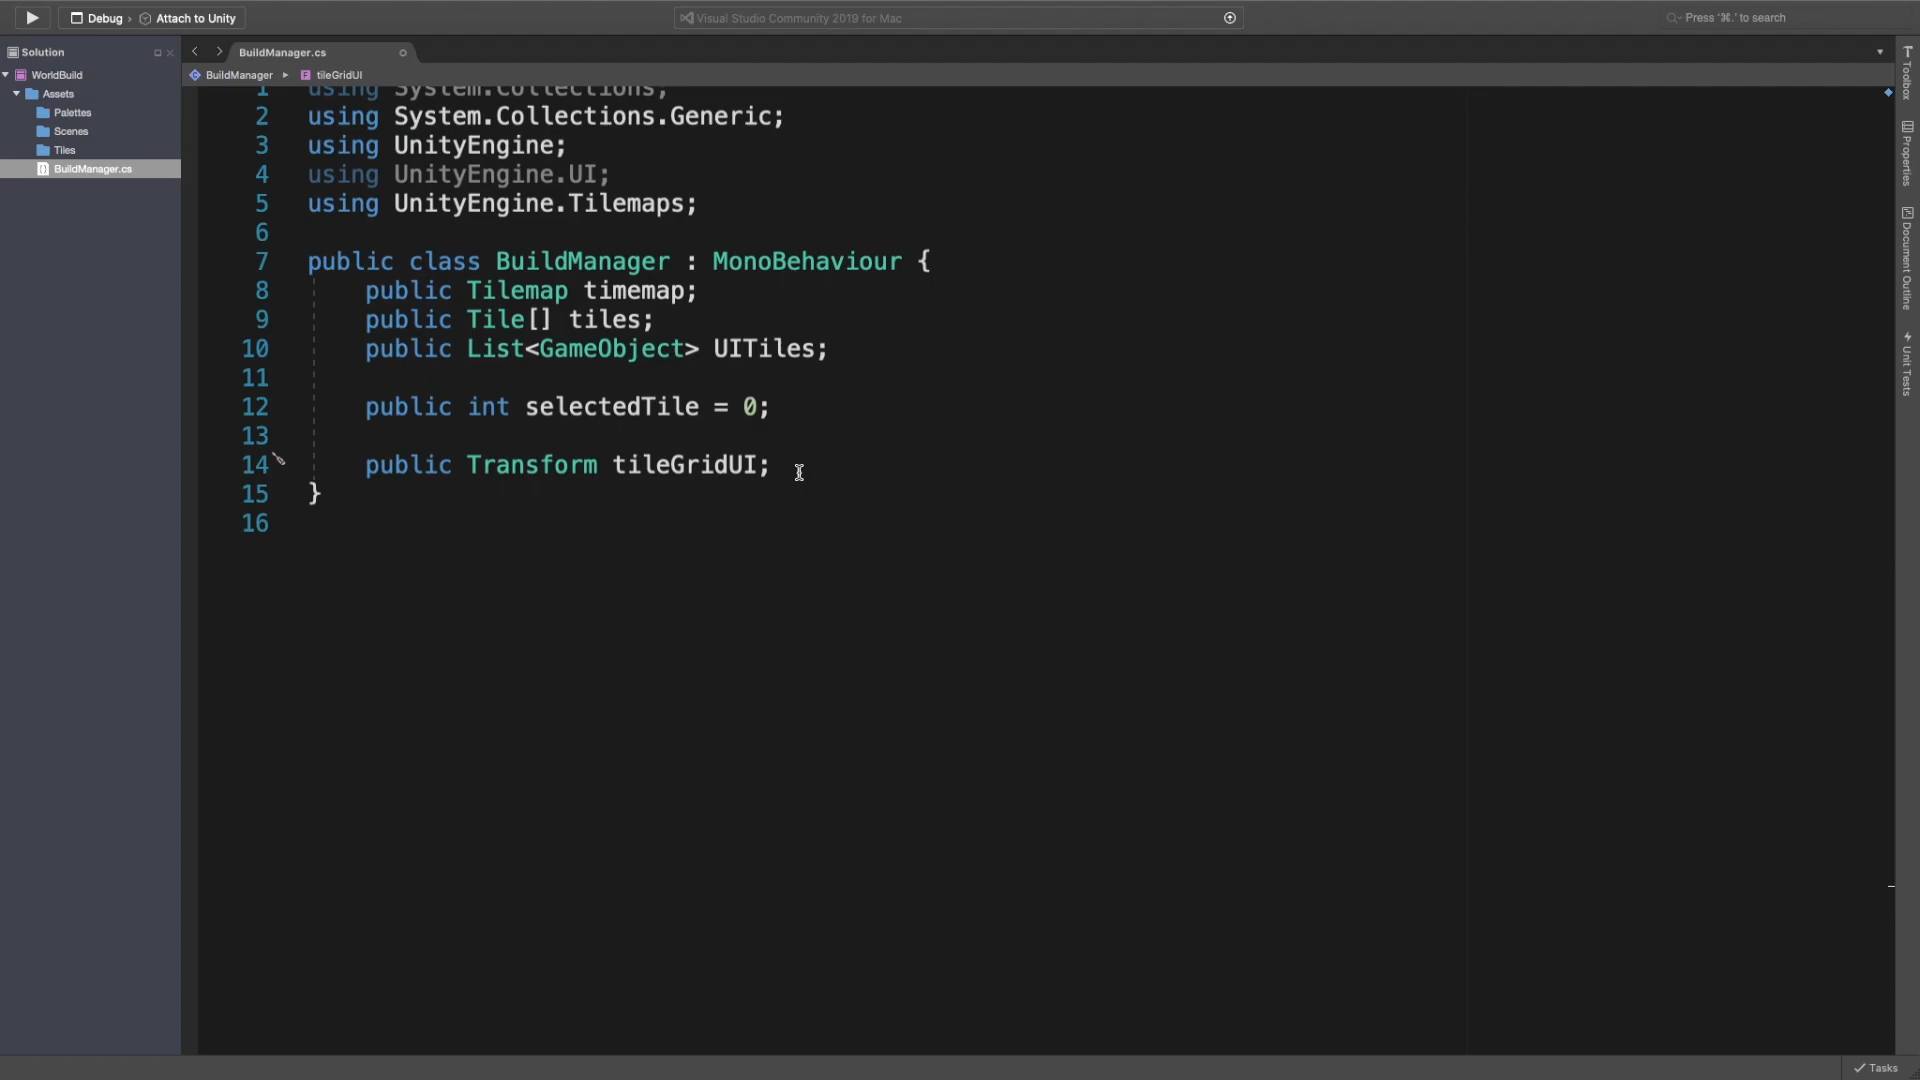 Debug › Attach to Unity
Visual Studio Community 2019 for Mac
Press '⌘.' to search
Solution
WorldBuild
Assets
Palettes
Scenes
Tiles
BuildManager.cs
BuildManager.cs
BuildManager ▸ tileGridUI
1 using System.Collections;
2 using System.Collections.Generic;
3 using UnityEngine;
4 using UnityEngine.UI;
5 using UnityEngine.Tilemaps;
6
7 public class BuildManager : MonoBehaviour {
8 public Tilemap timemap;
9 public Tile[] tiles;
10 public List<GameObject> UITiles;
11
12 public int selectedTile = 0;
13
14 public Transform tileGridUI;
15 }
16
Toolbox
Properties
Document Outline
Unit Tests
Tasks